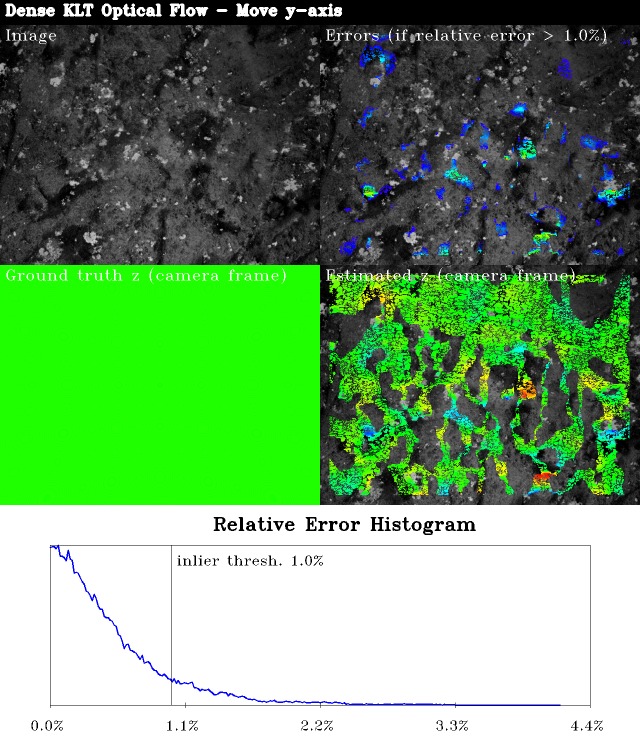 Dense KLT Optical Flow - Move y-axis
Image
Errors (if relative error > 1.0%)
Ground truth z (camera frame)
Estimated z (camera frame)
Relative Error Histogram
inlier thresh. 1.0%
0.0%
1.1%
2.2%
3.3%
4.4%